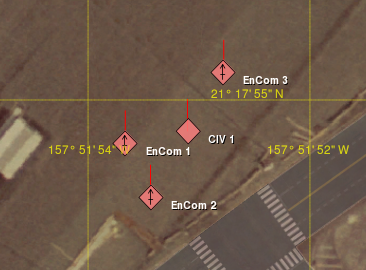 EnCom 3
21° 17' 55" N
CIV 1
157° 51' 54"
EnCom 1
157° 51' 52" W
EnCom 2